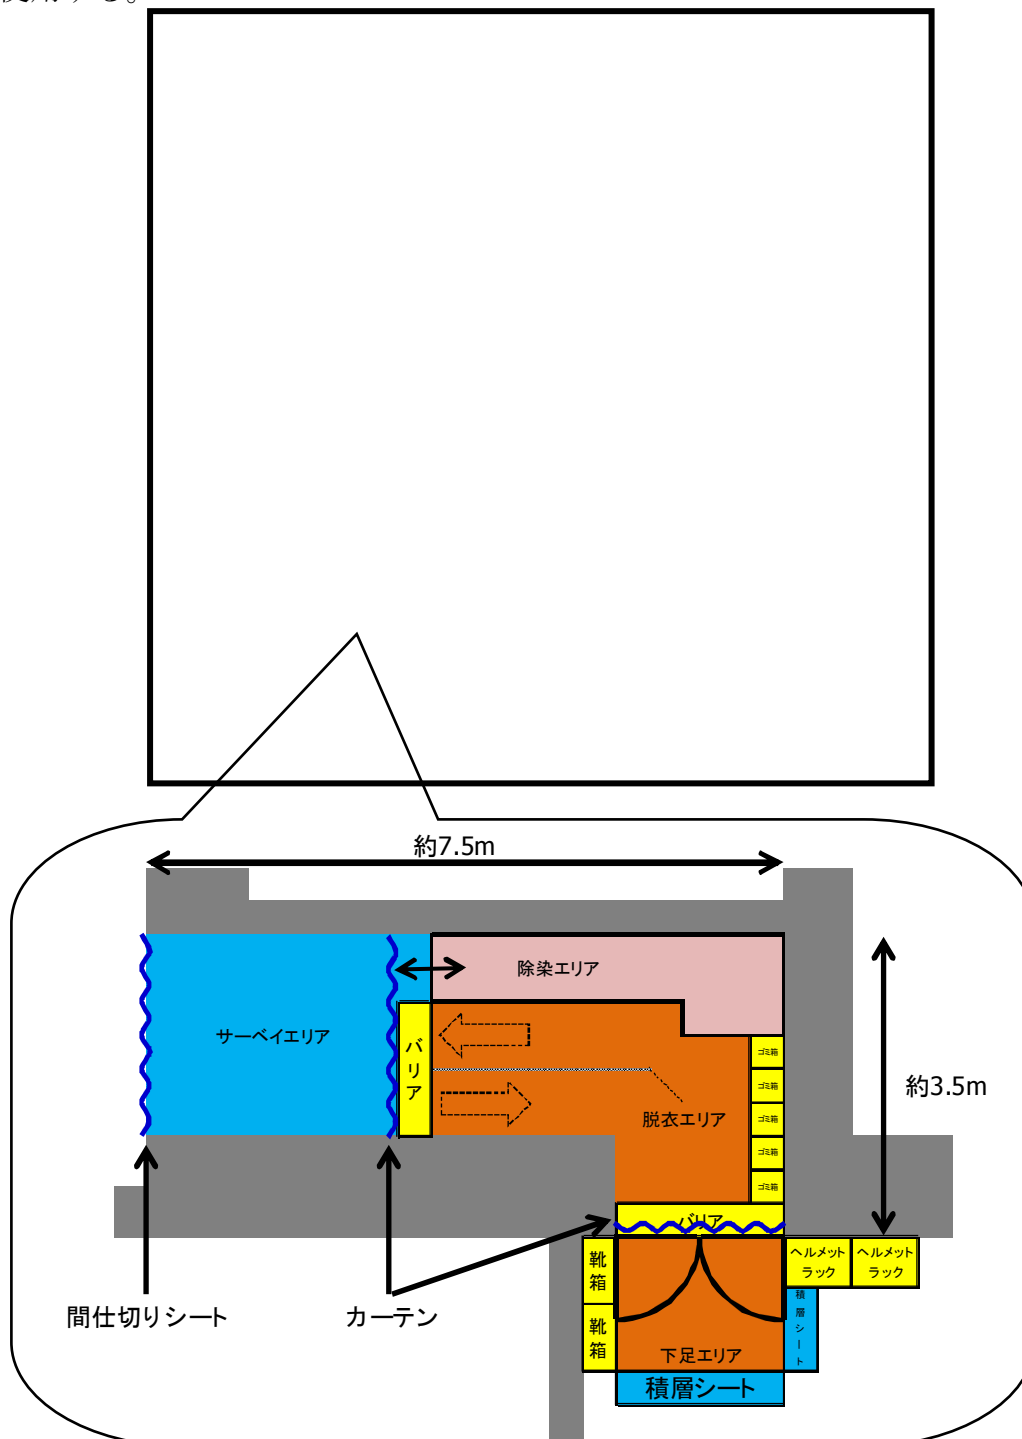 使用する。
約7.5m
除染エリア
サーベイエリア
バリア
ゴミ箱
ゴミ箱
ゴミ箱
ゴミ箱
ゴミ箱
約3.5m
脱衣エリア
バリア
靴箱
靴箱
ヘルメット
ラック
ヘルメット
ラック
積層シート
間仕切りシート
カーテン
下足エリア
積層シート